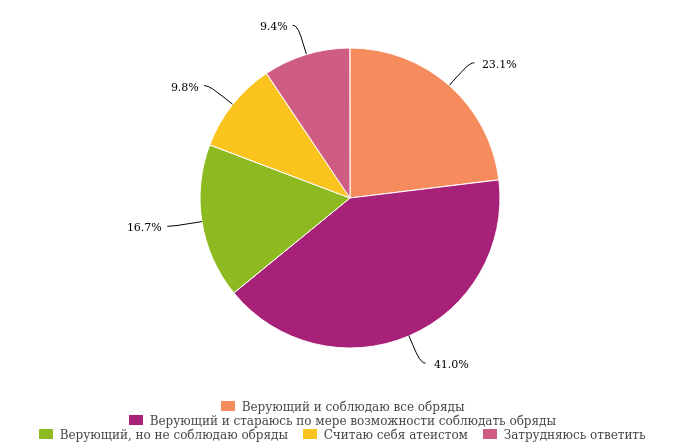 9.4%
23.1%
9.8%
16.7%
41.0%
Верующий и соблюдаю все обряды
Верующий и стараюсь по мере возможности соблюдать обряды
Верующий, но не соблюдаю обряды Считаю себя атеистом Затрудняюсь ответить